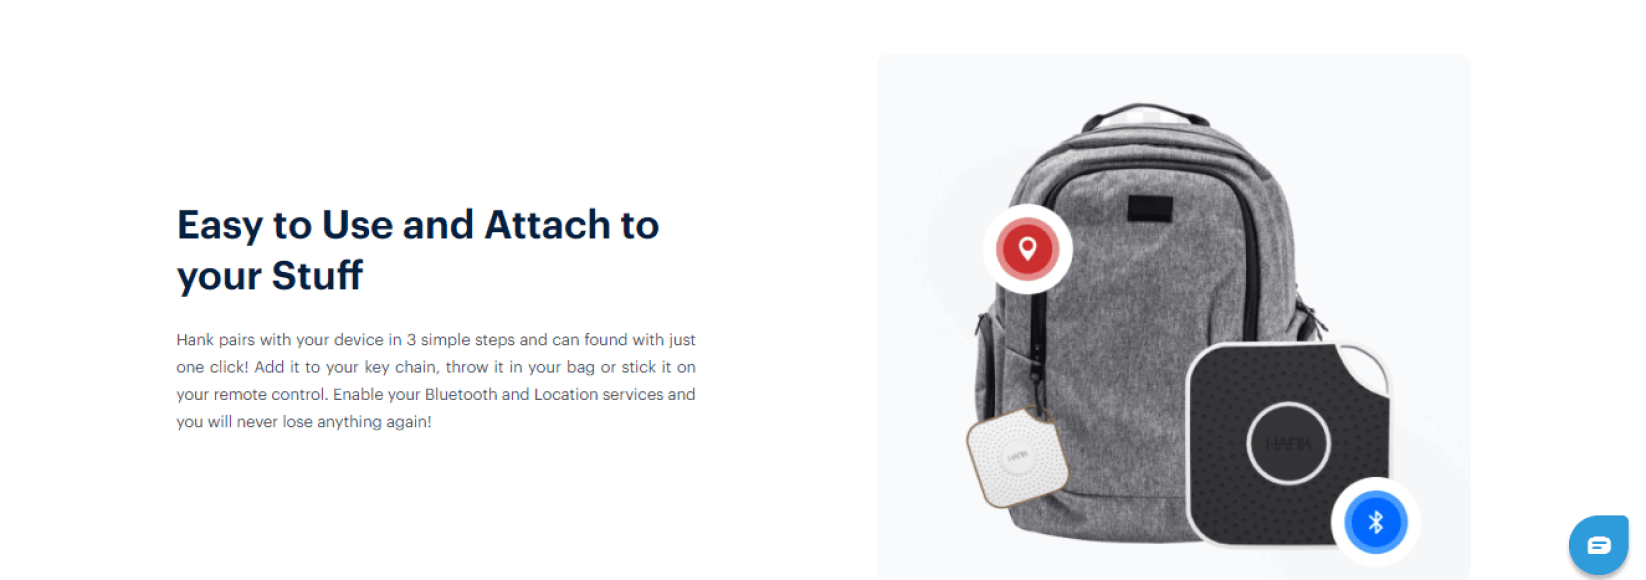 Easy to Use and Attach to
your Stuff
Hank pairs with your device in 3 simple steps and can found with just
one click! Add it to your key chain, throw it in your bag or stick it on
your remote control. Enable your Bluetooth and Location services and
you will never lose anything again!
HANK
HANK